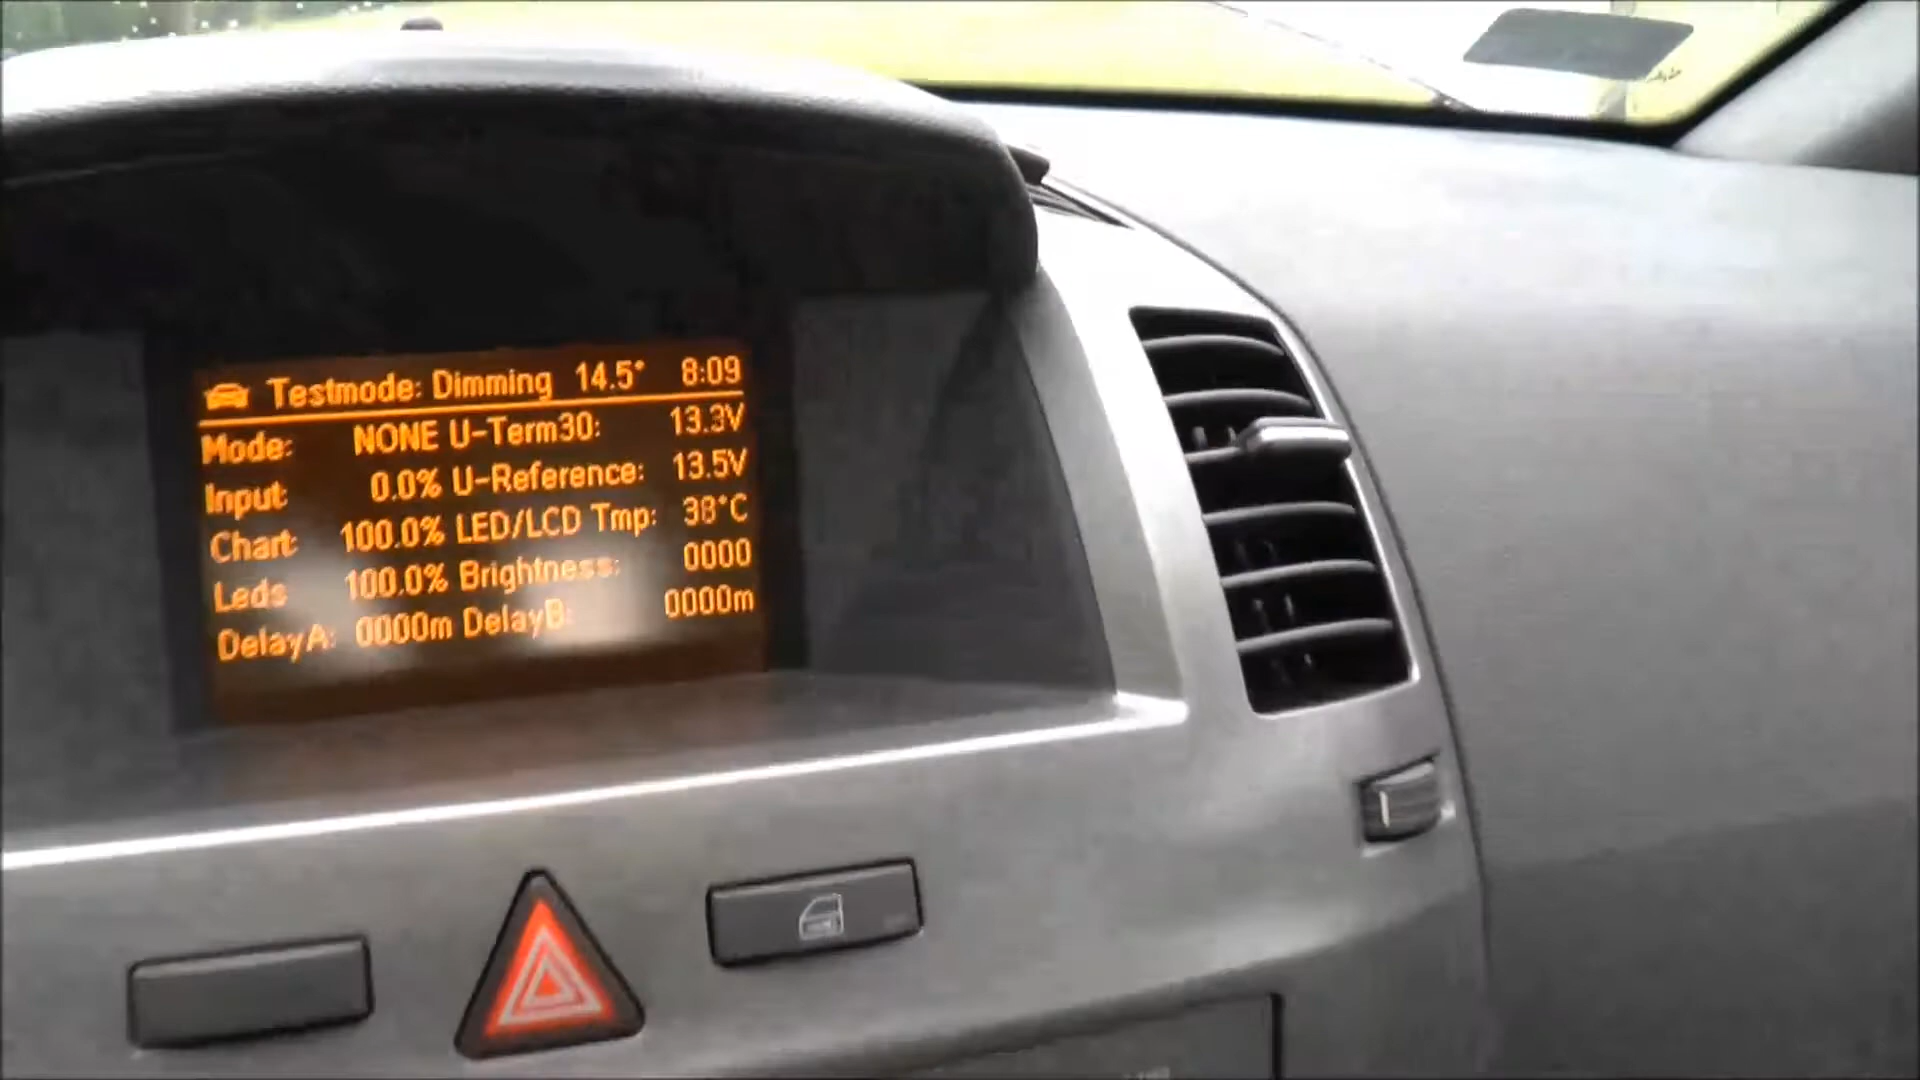 Testmode: Dimming 14.5° 8:09
Mode: NONE U-Term30: 13.3V
Input: 0.0% U-Reference: 13.5V
Chart: 100.0% LED/LCD Tmp: 38°C
Leds 100.0% Brightness: 0000
DelayA: 0000m DelayB: 0000m